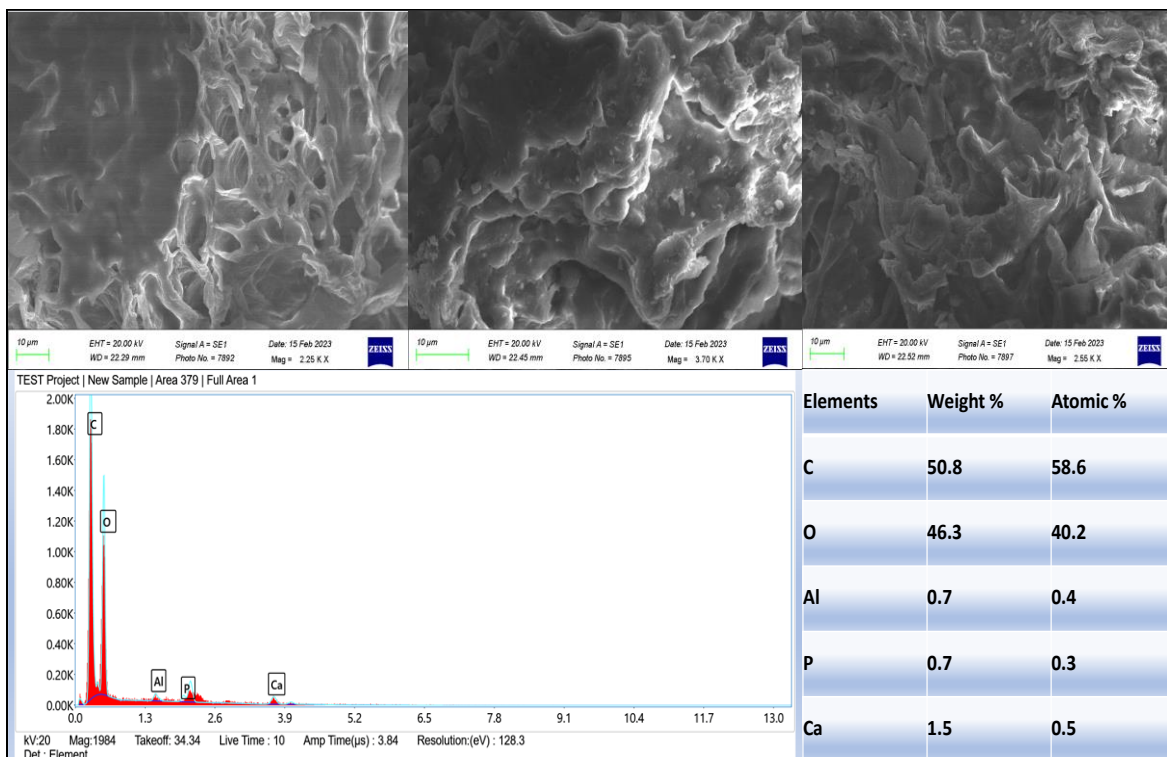 10 µm
EHT = 20.00 kV
WD = 22.29 mm
Signal A = SE1
Photo No. = 7892
Date: 15 Feb 2023
Mag = 2.25 K X
ZEISS
10 µm
EHT = 20.00 kV
WD = 22.45 mm
Signal A = SE1
Photo No. = 7895
Date: 15 Feb 2023
Mag = 3.70 K X
ZEISS
10 µm
EHT = 20.00 kV
WD = 22.52 mm
Signal A = SE1
Photo No. = 7897
Date: 15 Feb 2023
Mag = 2.55 K X
ZEISS
TEST Project | New Sample | Area 379 | Full Area 1
2.00K
1.80K
1.60K
1.40K
1.20K
1.00K
0.80K
0.60K
0.40K
0.20K
0.00K
C
O
Al
P
Ca
0.0 1.3 2.6 3.9 5.2 6.5 7.8 9.1 10.4 11.7 13.0
kV:20 Mag:1984 Takeoff: 34.34 Live Time : 10 Amp Time(µs) : 3.84 Resolution:(eV) : 128.3
Det : Element
Elements Weight % Atomic %
C 50.8 58.6
O 46.3 40.2
Al 0.7 0.4
P 0.7 0.3
Ca 1.5 0.5